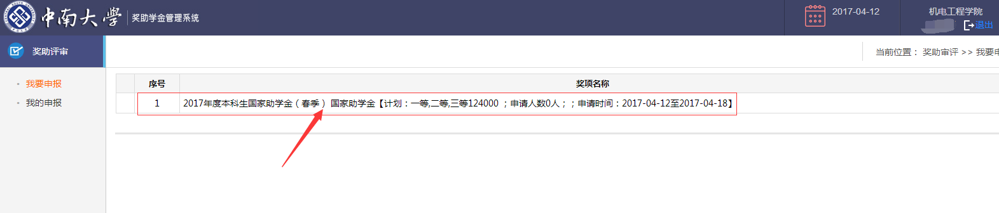 中南大学 奖助学金管理系统
2017-04-12
机电工程学院
退出
奖助评审
当前位置： 奖助审评 >> 我要
我要申报
我的申报
序号 奖项名称
1 2017年度本科生国家助学金（春季） 国家助学金【计划：一等,二等,三等124000 ；申请人数0人；；申请时间：2017-04-12至2017-04-18】